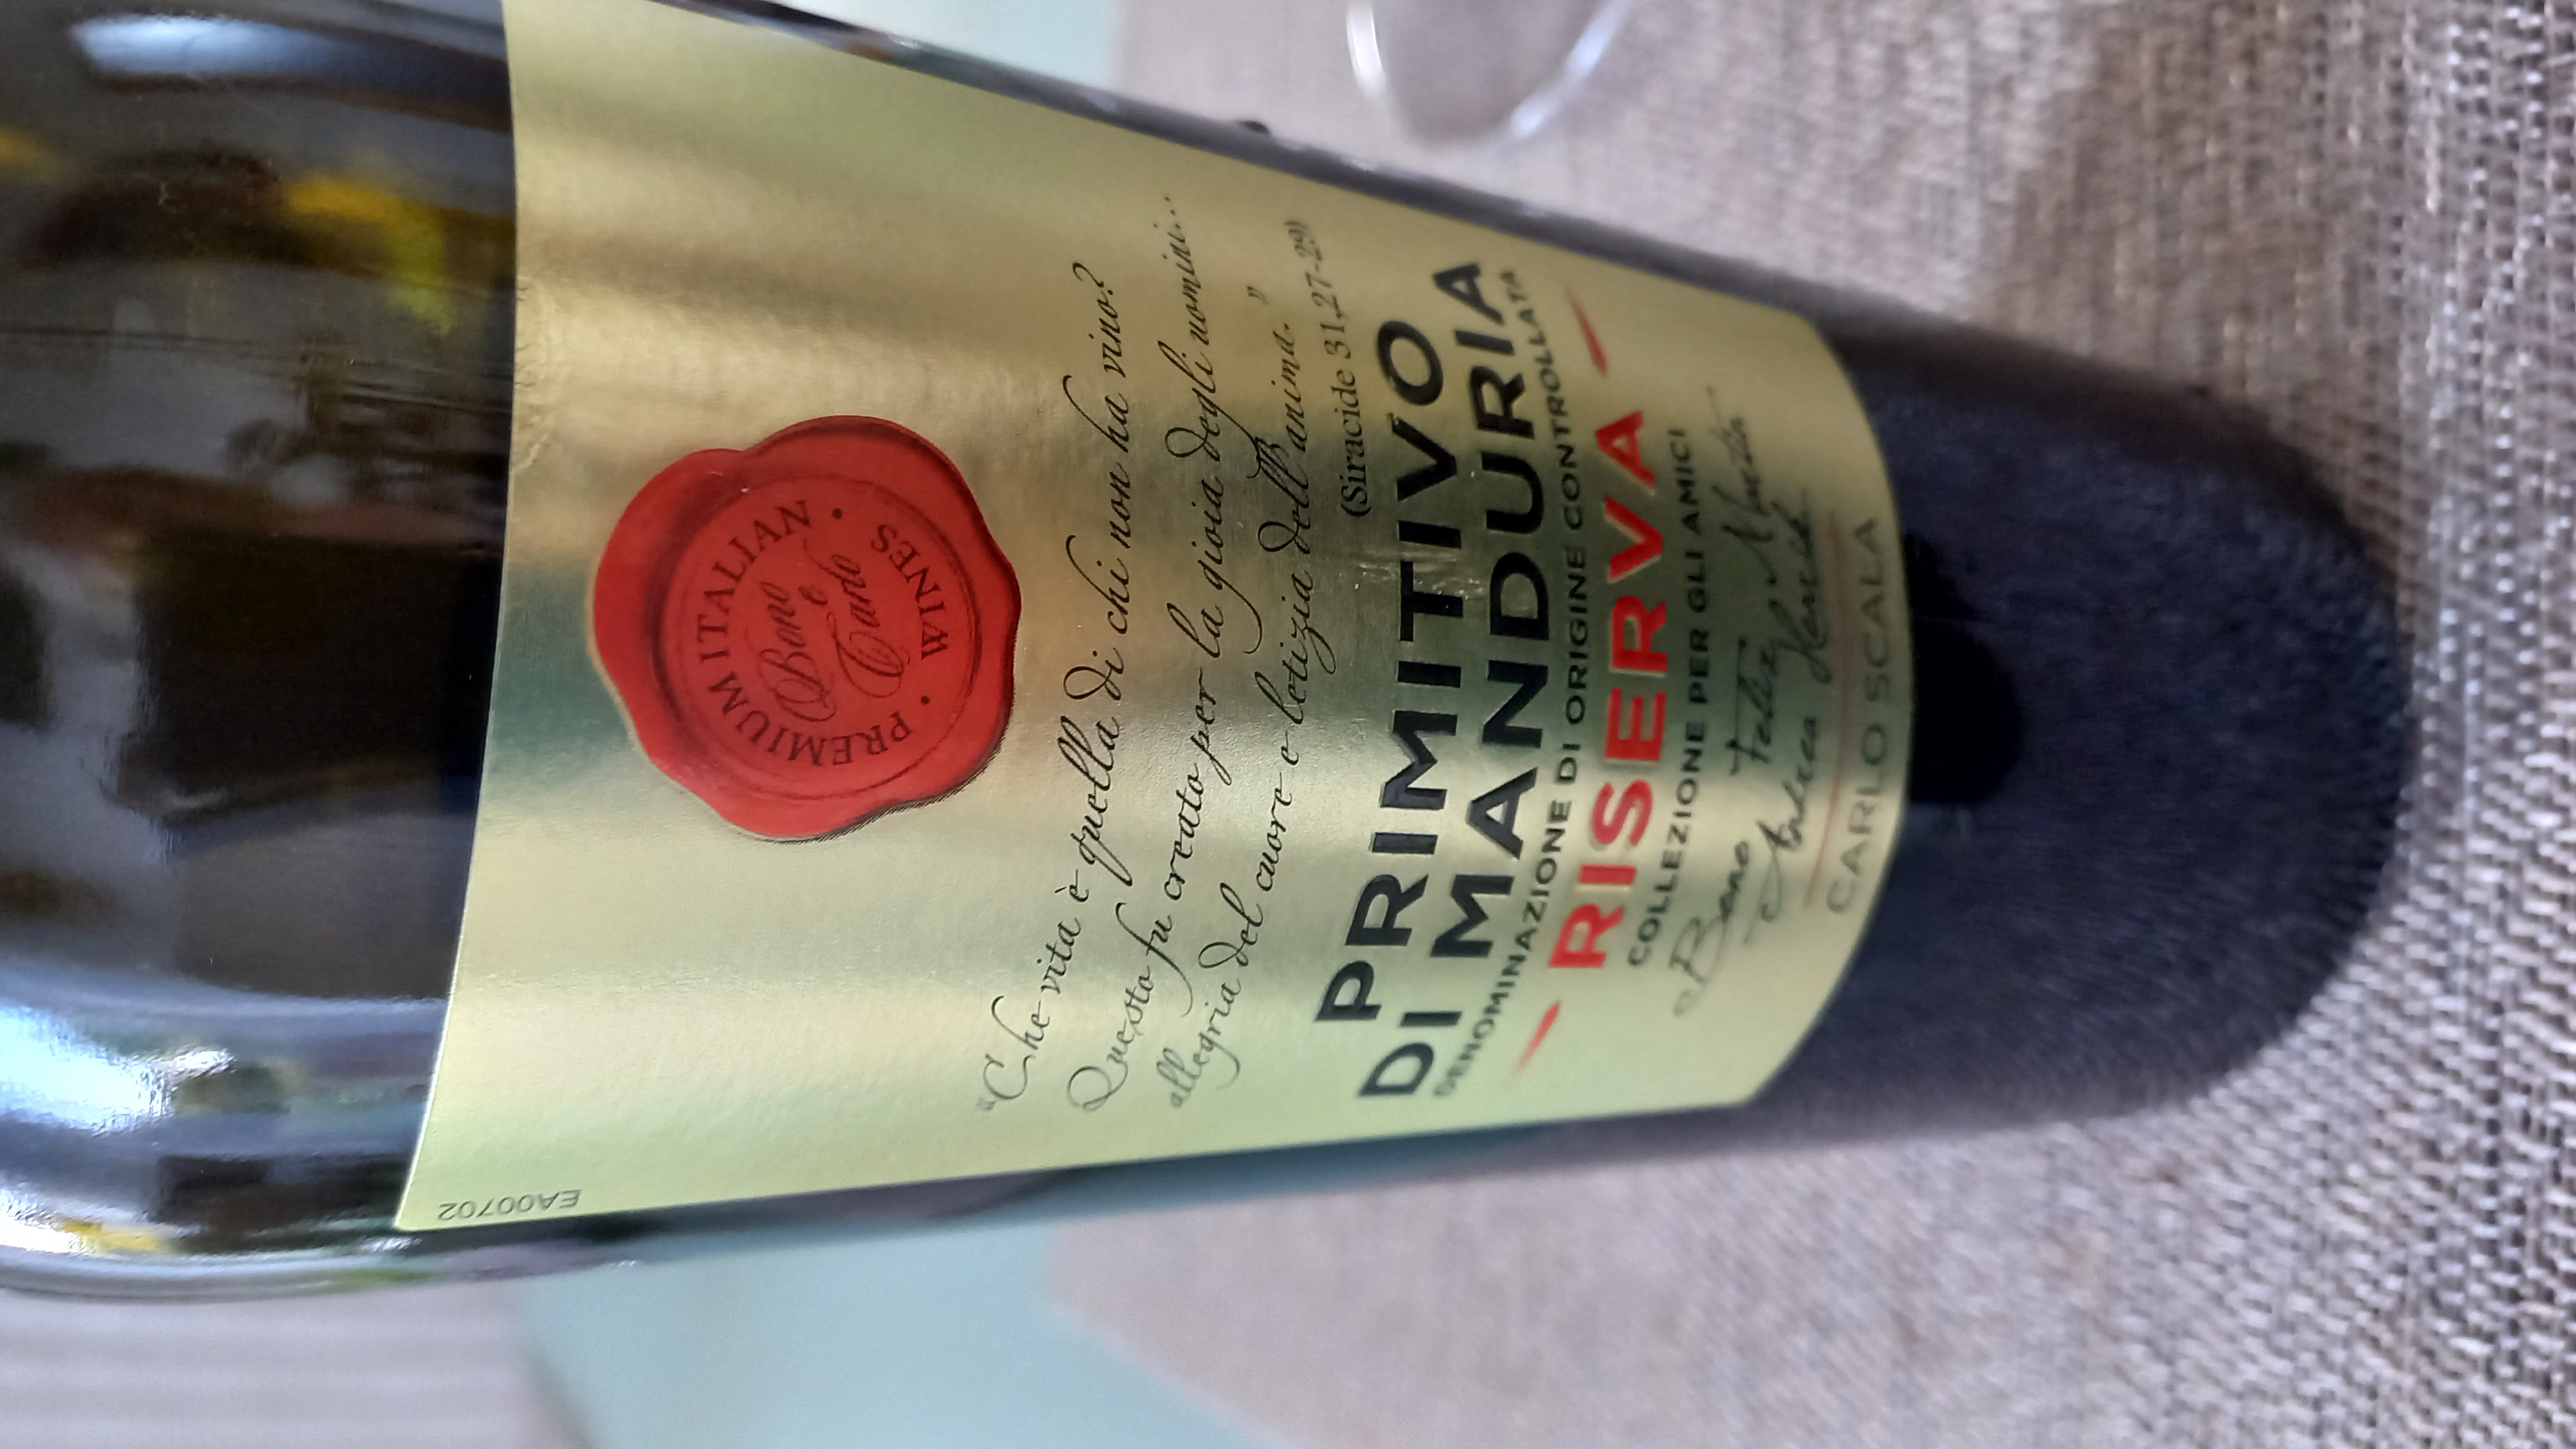 EA00702
PREMIUM ITALIAN
WINES
"Che vita è quella di chi non ha vino?
Questo fu creato per la gioia degli uomini...
allegria del cuore e letizia dell'anima."
(Siracide 31,27-29)
PRIMITIVO
DI MANDURIA
DENOMINAZIONE DI ORIGINE CONTROLLATA
RISERVA
COLLEZIONE PER GLI AMICI
CARLO SCALA